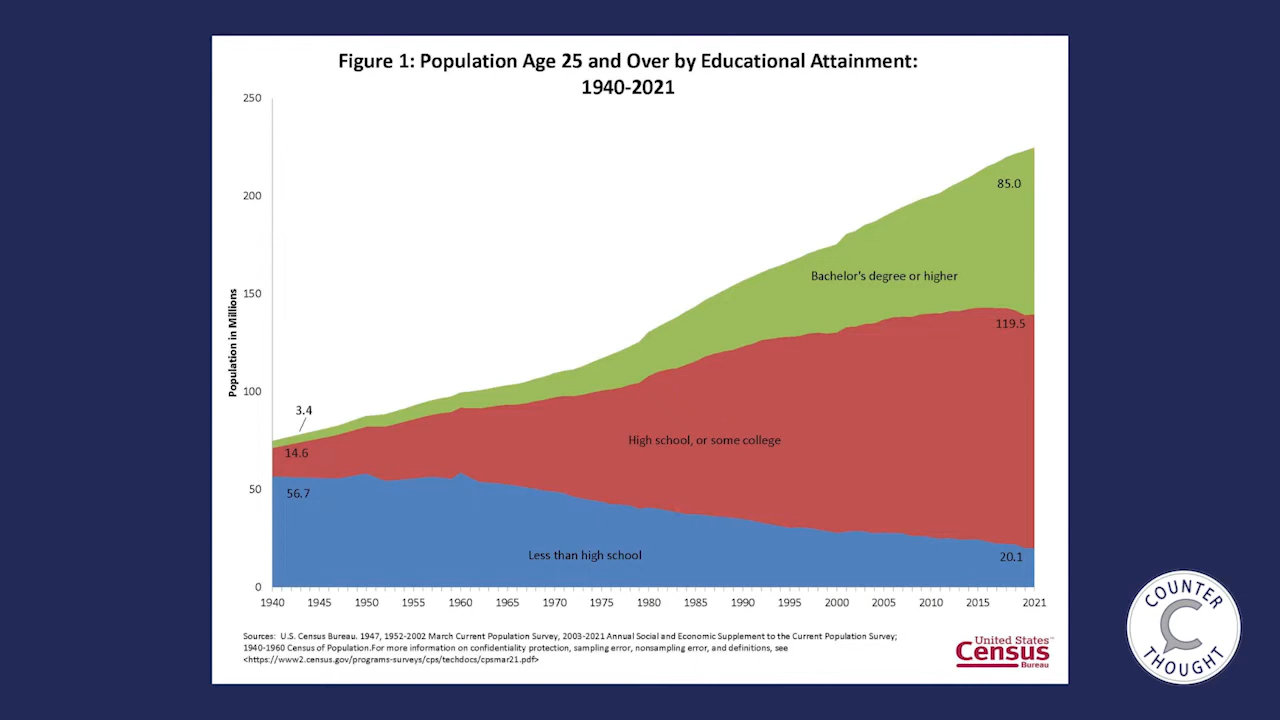 Figure 1: Population Age 25 and Over by Educational Attainment:
1940-2021
250
200
150
100
50
0
Population in Millions
85.0
Bachelor's degree or higher
119.5
3.4
14.6
High school, or some college
56.7
Less than high school
20.1
1940 1945 1950 1955 1960 1965 1970 1975 1980 1985 1990 1995 2000 2005 2010 2015 2021
Sources: U.S. Census Bureau. 1947, 1952-2002 March Current Population Survey, 2003-2021 Annual Social and Economic Supplement to the Current Population Survey;
1940-1960 Census of Population.For more information on confidentiality protection, sampling error, nonsampling error, and definitions, see
<https://www2.census.gov/programs-surveys/cps/techdocs/cpsmar21.pdf>
United States™
Census
Bureau
COUNTER
C
THOUGHT